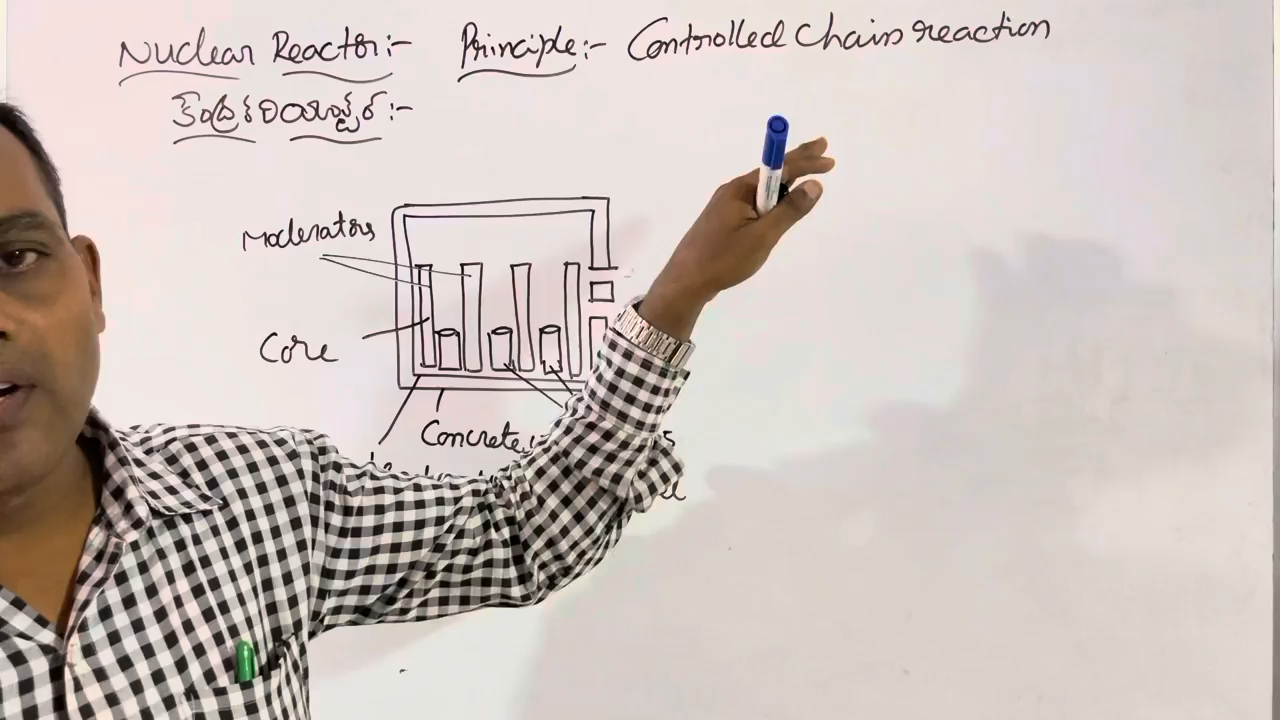 Nuclear Reactor:- Principle:- Controlled Chain reaction
కేంద్రక రియాక్టర్ :-
Moderators
Core
Concrete